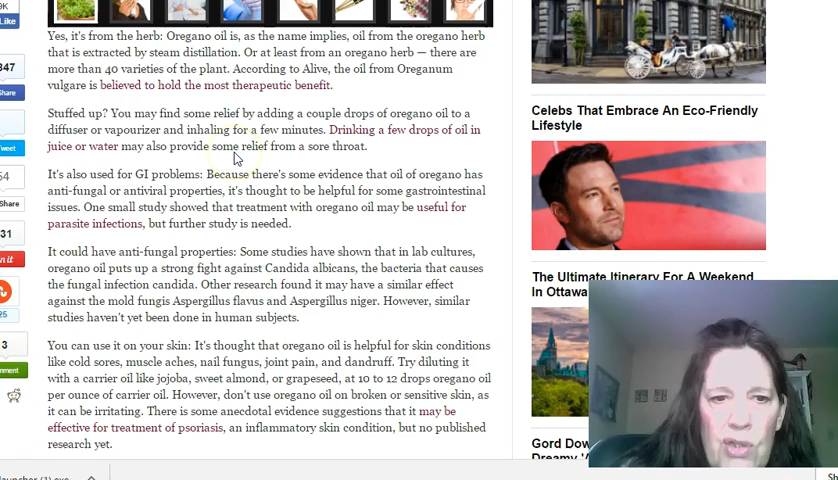 9K
Like
Yes, it's from the herb: Oregano oil is, as the name implies, oil from the oregano herb
that is extracted by steam distillation. Or at least from an oregano herb — there are
more than 40 varieties of the plant. According to Alive, the oil from Oreganum
vulgare is believed to hold the most therapeutic benefit.
347
Share
Stuffed up? You may find some relief by adding a couple drops of oregano oil to a
diffuser or vapourizer and inhaling for a few minutes. Drinking a few drops of oil in
juice or water may also provide some relief from a sore throat.
Tweet
54
Share
It's also used for GI problems: Because there's some evidence that oil of oregano has
anti-fungal or antiviral properties, it's thought to be helpful for some gastrointestinal
issues. One small study showed that treatment with oregano oil may be useful for
parasite infections, but further study is needed.
31
in it
It could have anti-fungal properties: Some studies have shown that in lab cultures,
oregano oil puts up a strong fight against Candida albicans, the bacteria that causes
the fungal infection candida. Other research found it may have a similar effect
against the mold fungis Aspergillus flavus and Aspergillus niger. However, similar
studies haven't yet been done in human subjects.
25
3
mment
You can use it on your skin: It's thought that oregano oil is helpful for skin conditions
like cold sores, muscle aches, nail fungus, joint pain, and dandruff. Try diluting it
with a carrier oil like jojoba, sweet almond, or grapeseed, at 10 to 12 drops oregano oil
per ounce of carrier oil. However, don't use oregano oil on broken or sensitive skin, as
it can be irritating. There is some anecdotal evidence suggestions that it may be
effective for treatment of psoriasis, an inflammatory skin condition, but no published
research yet.
Celebs That Embrace An Eco-Friendly
Lifestyle
The Ultimate Itinerary For A Weekend
In Ottawa
Gord Dow
Dreamy 'A
launcher (1).exe
Sh